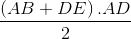 (AB + DE) . AD
2